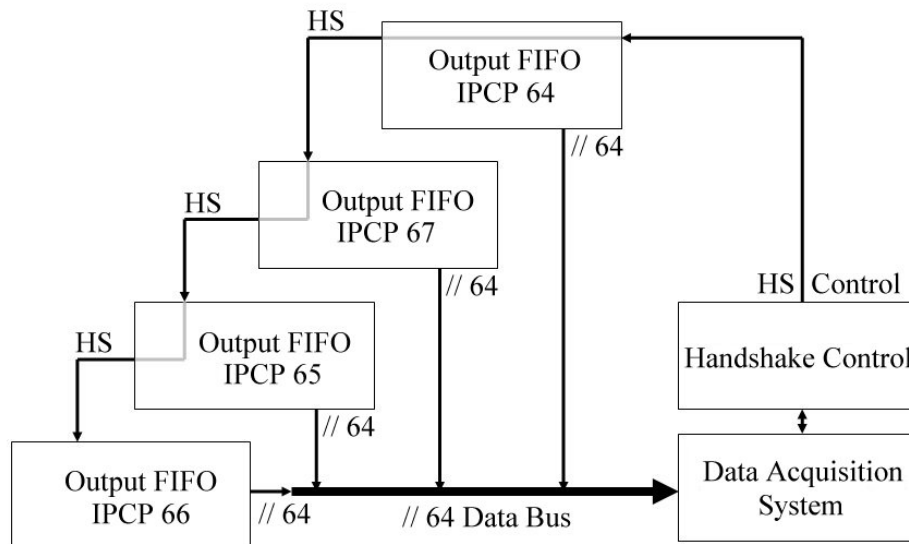 HS
Output FIFO
IPCP 64
// 64
HS
Output FIFO
IPCP 67
// 64
HS Control
HS
Output FIFO
IPCP 65
// 64
Handshake Control
Output FIFO
IPCP 66
// 64
// 64 Data Bus
Data Acquisition
System